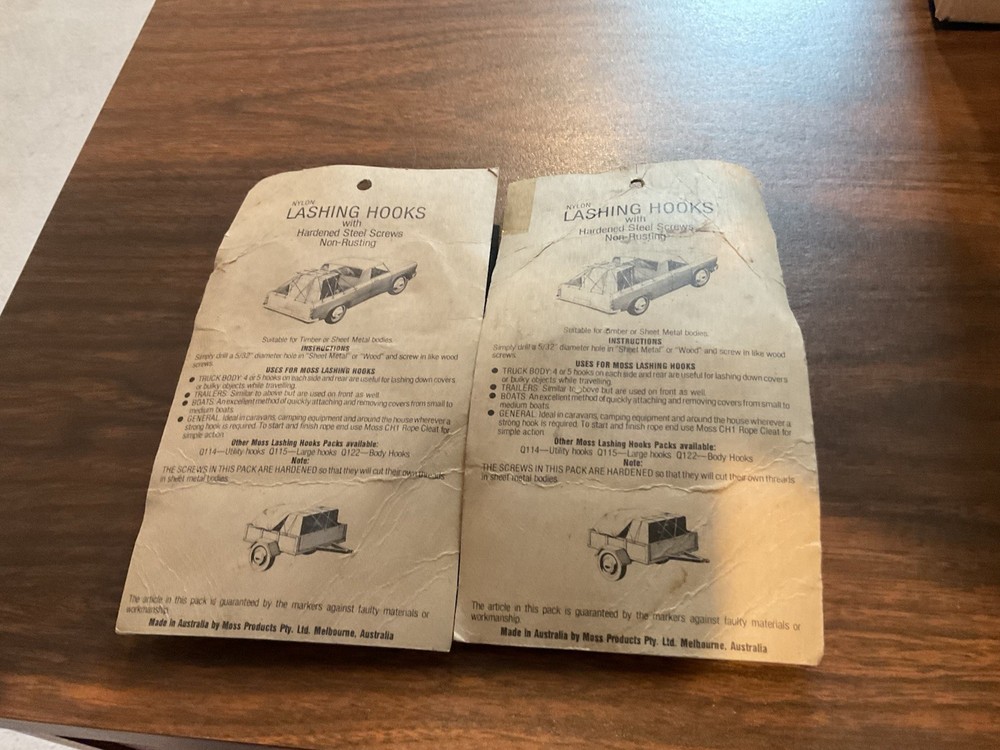 NYLON
LASHING HOOKS
with
Hardened Steel Screws
Non-Rusting
Suitable for Timber or Sheet Metal bodies.
INSTRUCTIONS
Simply drill a 5/32" diameter hole in "Sheet Metal" or "Wood" and screw in like wood
screws.
USES FOR MOSS LASHING HOOKS
● TRUCK BODY: 4 or 5 hooks on each side and rear are useful for lashing down covers
or bulky objects while travelling.
● TRAILERS: Similar to above but are used on front as well.
● BOATS: An excellent method of quickly attaching and removing covers from small to
medium boats.
● GENERAL: Ideal in caravans, camping equipment and around the house wherever a
strong hook is required. To start and finish rope end use Moss CH1 Rope Cleat for
simple action
Other Moss Lashing Hooks Packs available:
Q114—Utility hooks Q115—Large hooks Q122—Body Hooks
Note:
THE SCREWS IN THIS PACK ARE HARDENED so that they will cut their own threads
in sheet metal bodies.
The article in this pack is guaranteed by the markers against faulty materials or
workmanship.
Made in Australia by Moss Products Pty. Ltd. Melbourne, Australia
NYLON
LASHING HOOKS
with
Hardened Steel Screws
Non-Rusting
Suitable for Timber or Sheet Metal bodies.
INSTRUCTIONS
Simply drill a 5/32" diameter hole in "Sheet Metal" or "Wood" and screw in like wood
screws.
USES FOR MOSS LASHING HOOKS
● TRUCK BODY: 4 or 5 hooks on each side and rear are useful for lashing down covers
or bulky objects while travelling.
● TRAILERS: Similar to above but are used on front as well.
● BOATS: An excellent method of quickly attaching and removing covers from small to
medium boats.
● GENERAL: Ideal in caravans, camping equipment and around the house wherever a
strong hook is required. To start and finish rope end use Moss CH1 Rope Cleat for
simple action
Other Moss Lashing Hooks Packs available:
Q114—Utility hooks Q115—Large hooks Q122—Body Hooks
Note:
THE SCREWS IN THIS PACK ARE HARDENED so that they will cut their own threads
in sheet metal bodies.
The article in this pack is guaranteed by the markers against faulty materials or
workmanship.
Made in Australia by Moss Products Pty. Ltd. Melbourne, Australia